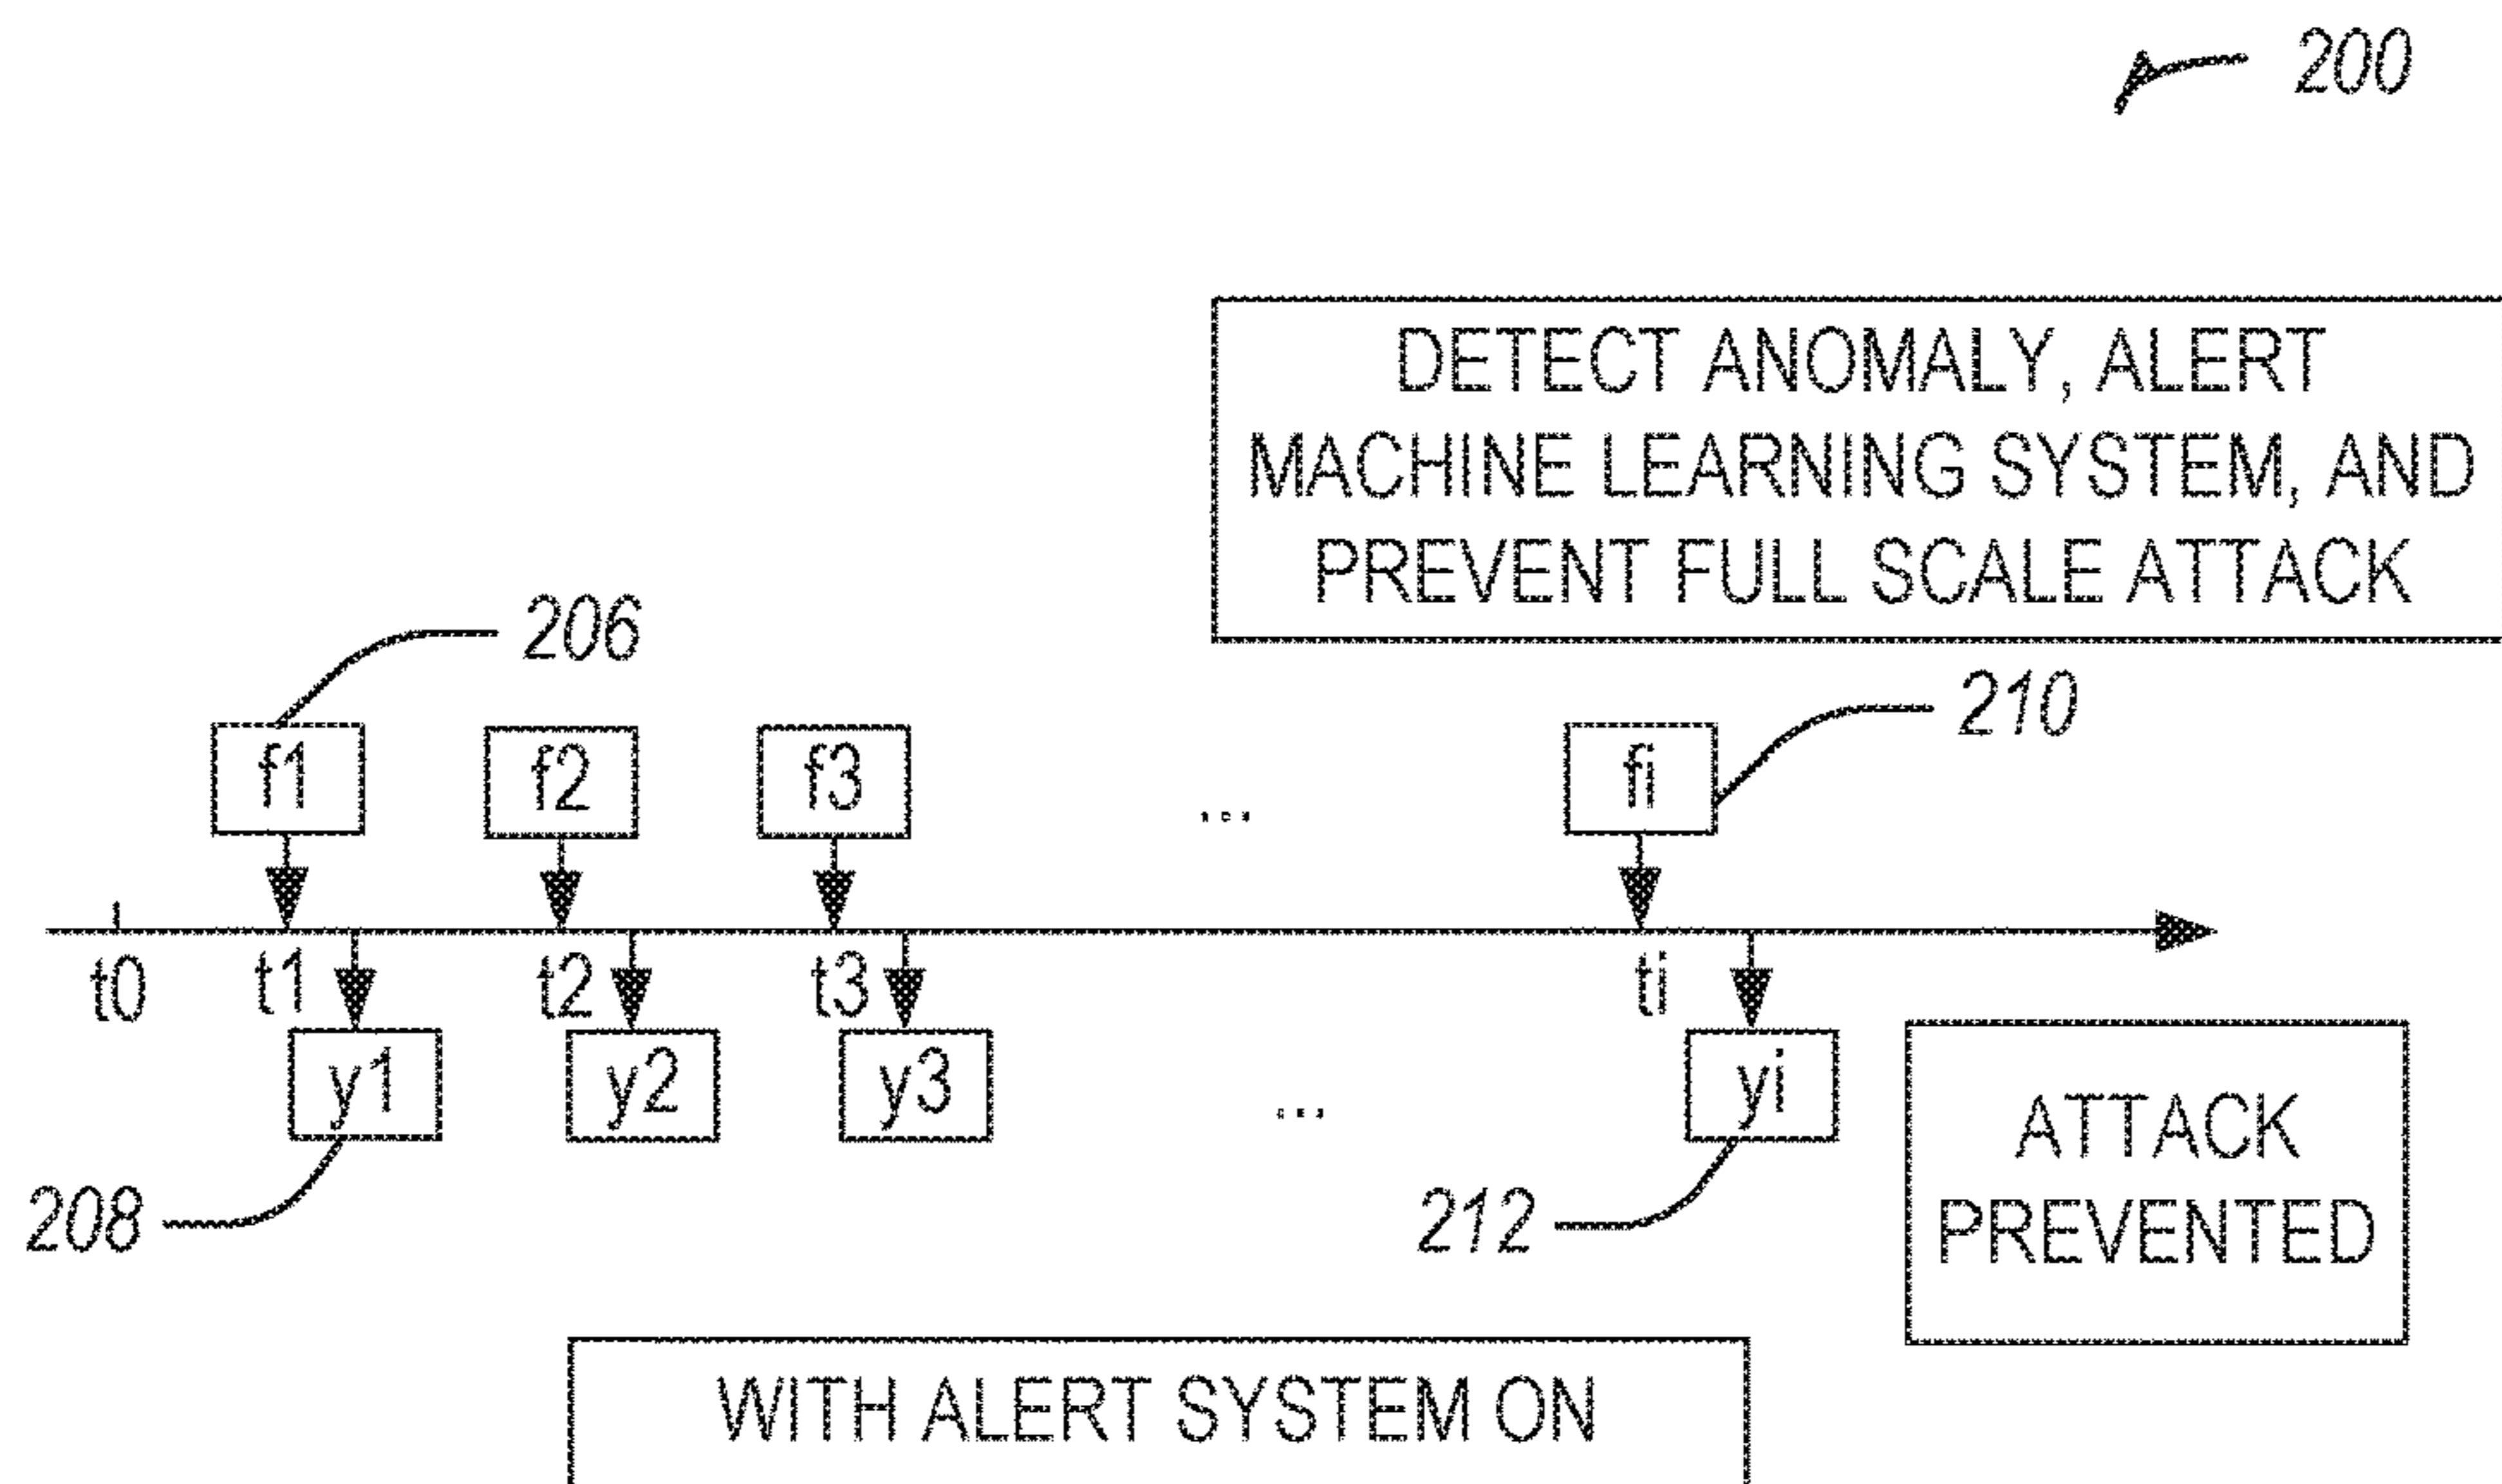 200
DETECT ANOMALY, ALERT
MACHINE LEARNING SYSTEM, AND
PREVENT FULL SCALE ATTACK
206
210
f1 f2 f3 ... fi
t0 t1 t2 t3 ti
y1 y2 y3 ... yi
ATTACK
PREVENTED
208
212
WITH ALERT SYSTEM ON